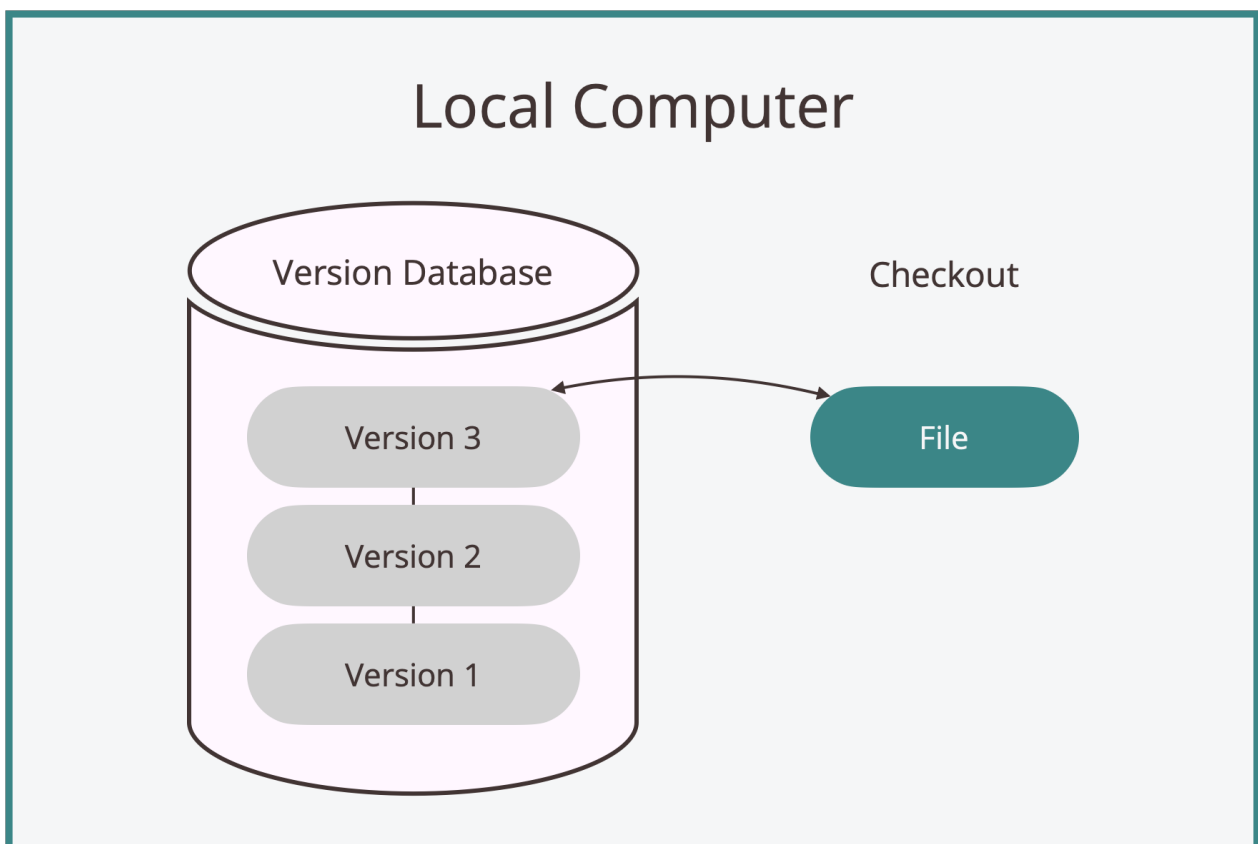 Local Computer
Version Database
Checkout
Version 3
File
Version 2
Version 1